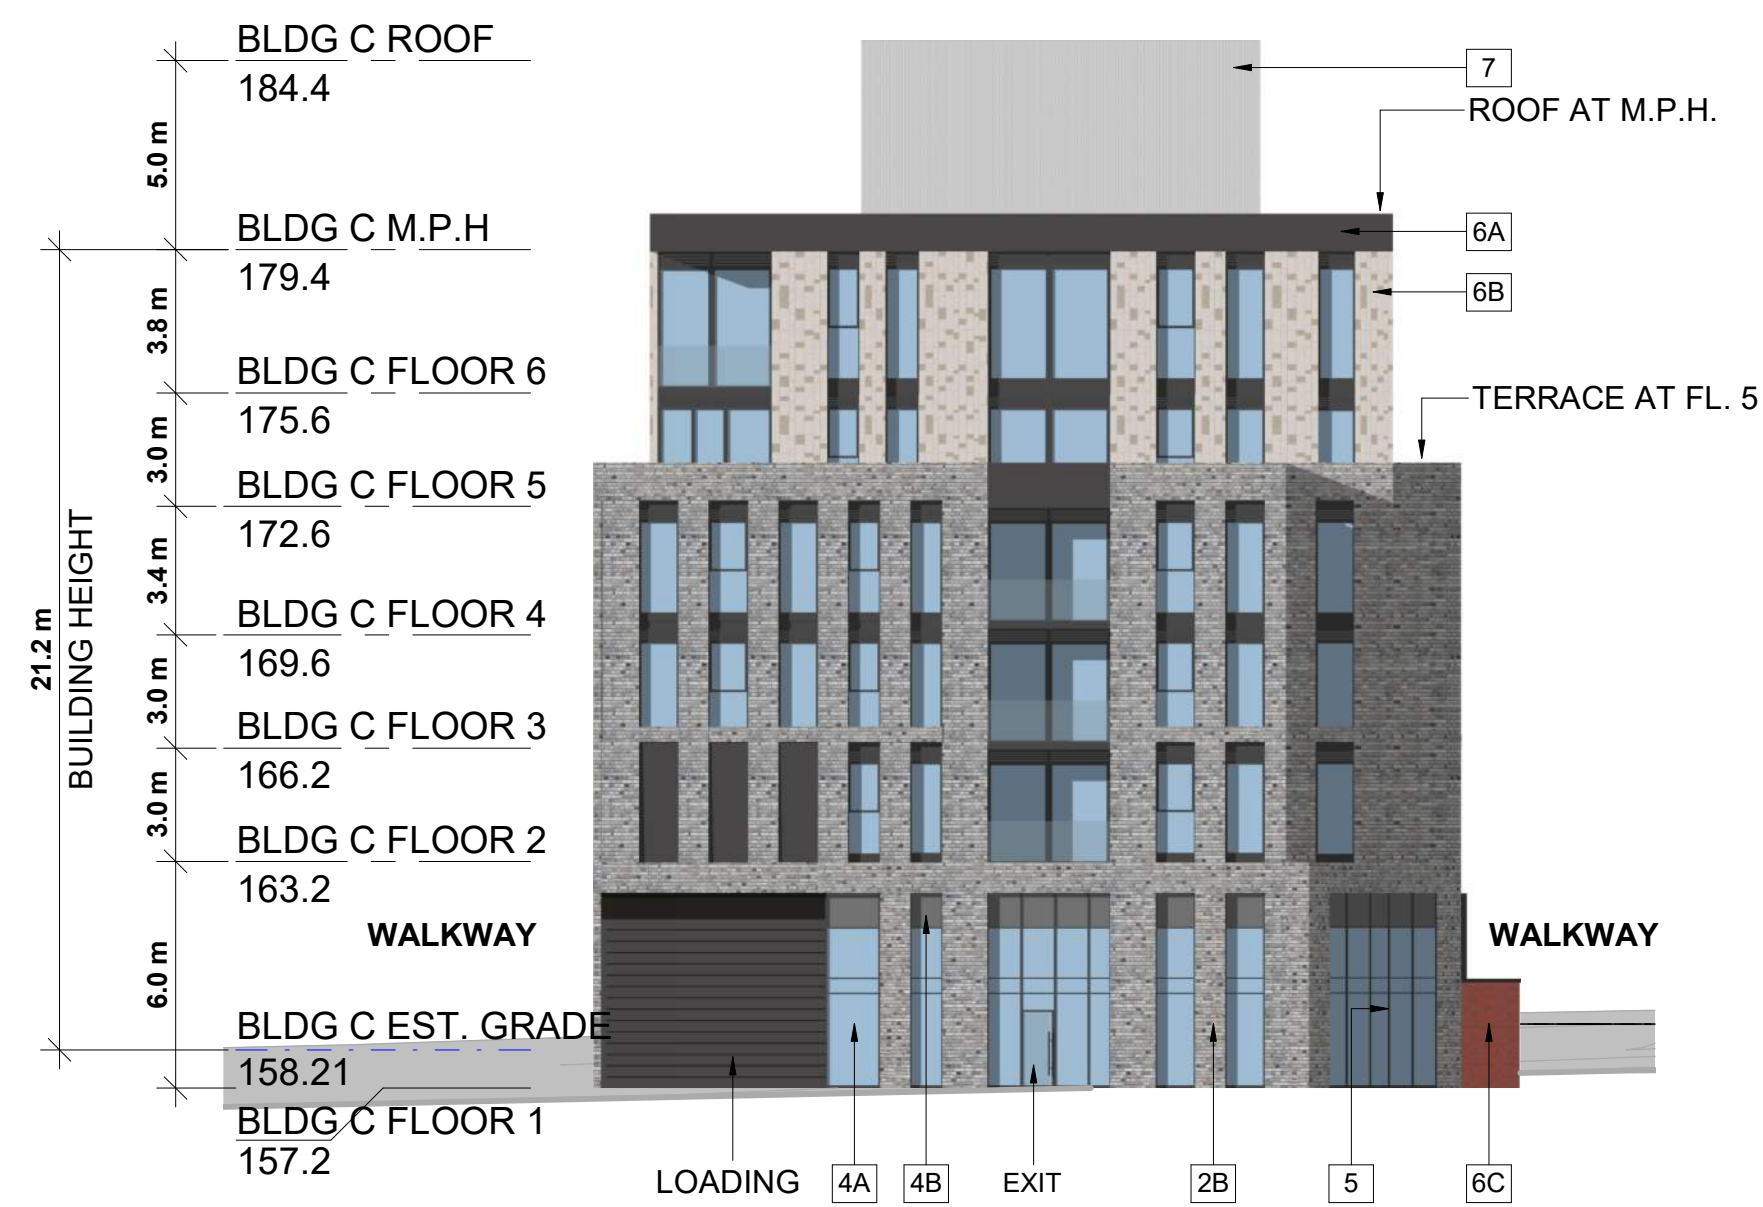 BLDG C ROOF
184.4
7
ROOF AT M.P.H.
5.0 m
BLDG C M.P.H
179.4
6A
6B
3.8 m
BLDG C FLOOR 6
175.6
TERRACE AT FL. 5
3.0 m
BLDG C FLOOR 5
172.6
3.4 m
BLDG C FLOOR 4
169.6
21.2 m
BUILDING HEIGHT
3.0 m
BLDG C FLOOR 3
166.2
3.0 m
BLDG C FLOOR 2
163.2
WALKWAY
WALKWAY
6.0 m
BLDG C EST. GRADE
158.21
BLDG C FLOOR 1
157.2
LOADING
4A
4B
EXIT
2B
5
6C